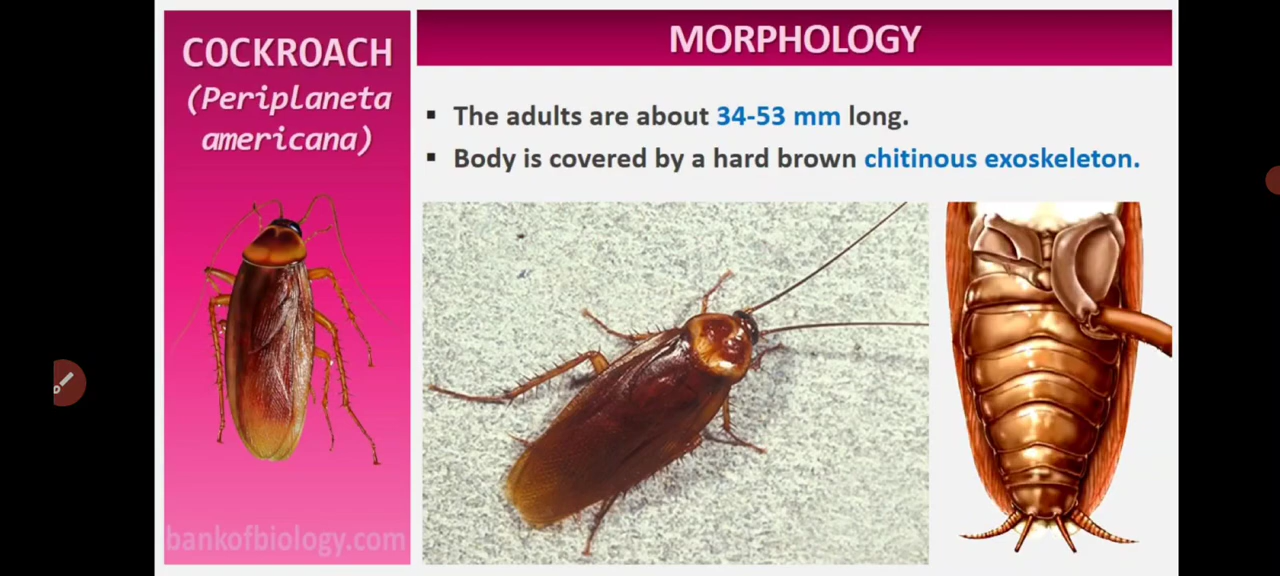 COCKROACH
(Periplaneta
americana)
MORPHOLOGY
▪ The adults are about 34-53 mm long.
▪ Body is covered by a hard brown chitinous exoskeleton.
bankofbiology.com